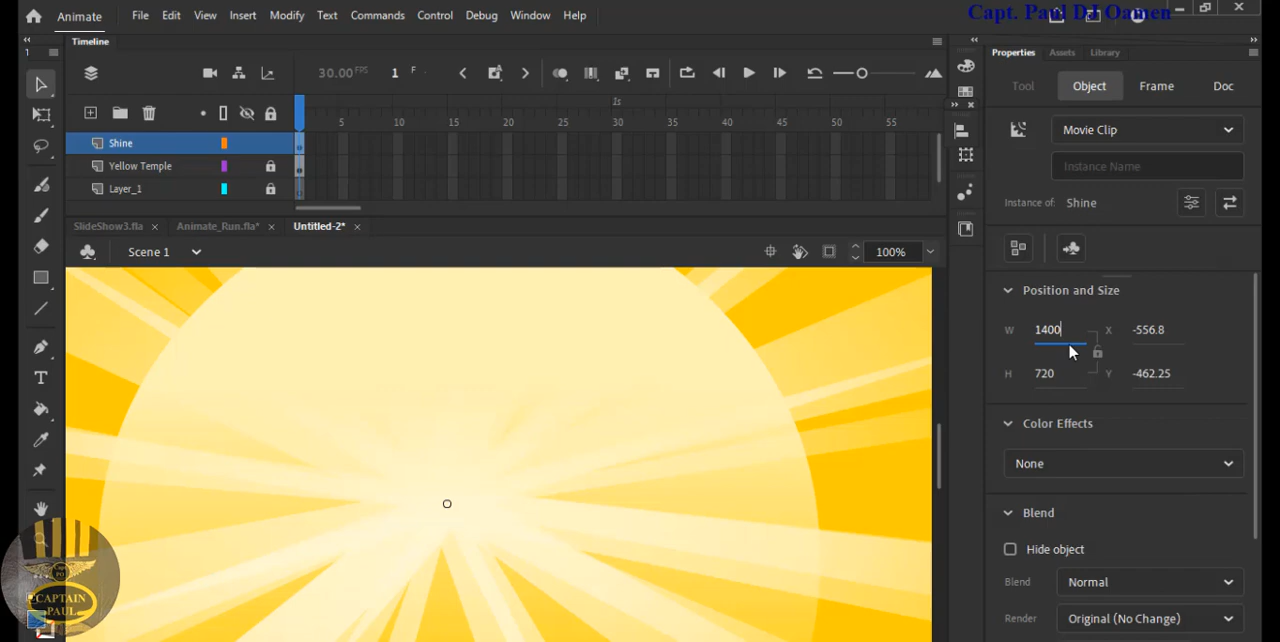 Animate
File Edit View Insert Modify Text Commands Control Debug Window Help
Capt. Paul DJ Oamen
1
Timeline
30.00 FPS 1 F
1s
5 10 15 20 25 30 35 40 45 50 55
Shine
Yellow Temple
Layer_1
SlideShow3.fla × Animate_Run.fla* × Untitled-2* ×
Scene 1
100%
Properties Assets Library
Tool Object Frame Doc
Movie Clip
Instance Name
Instance of: Shine
Position and Size
W 1400 X -556.8
H 720 Y -462.25
Color Effects
None
Blend
Hide object
Blend Normal
Render Original (No Change)
CAPTAIN
PAUL